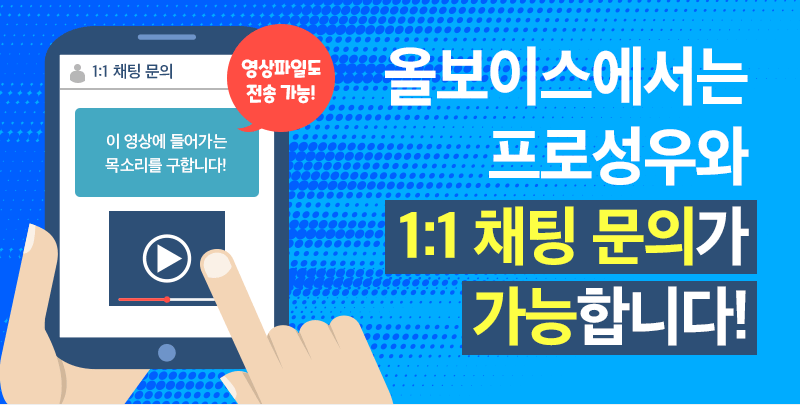 1:1 채팅 문의
영상파일도
전송 가능!
이 영상에 들어가는
목소리를 구합니다!
올보이스에서는
프로성우와
1:1 채팅 문의가
가능합니다!